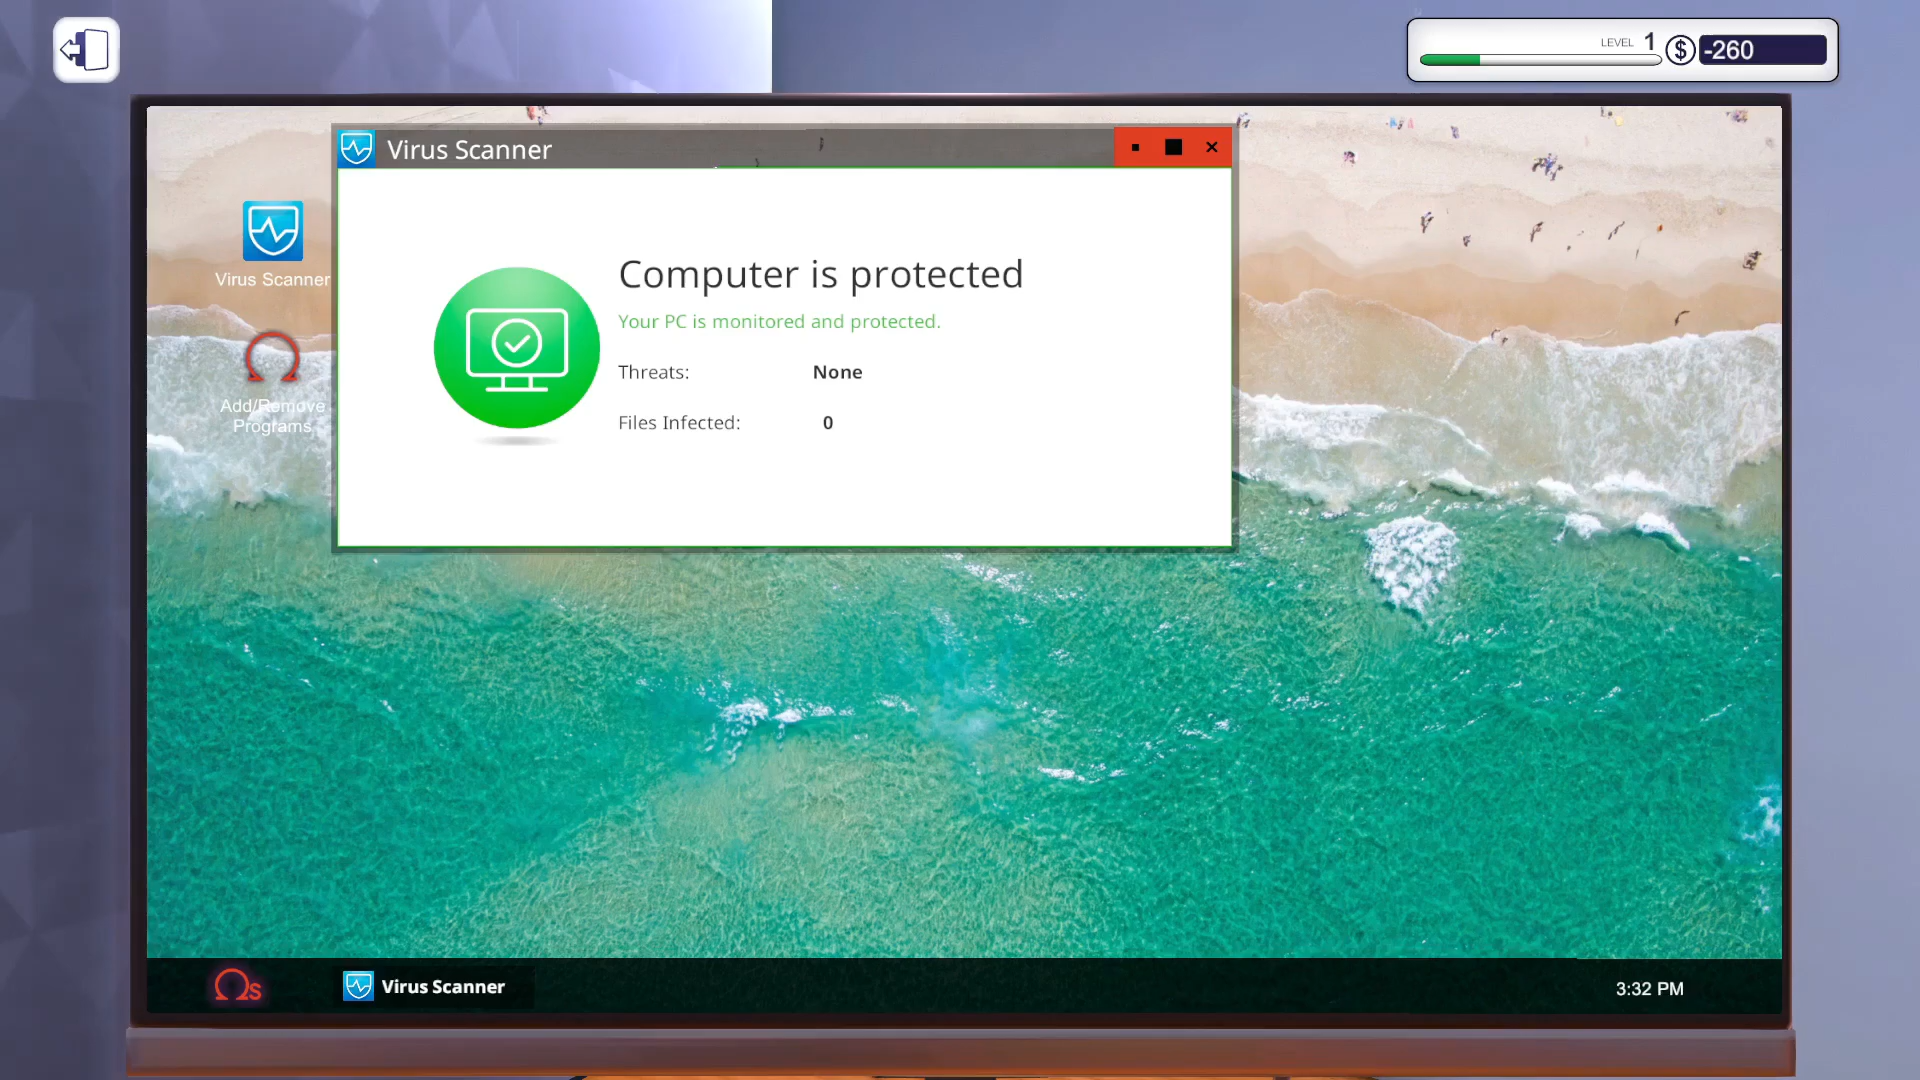 LEVEL 1
$ -260
Virus Scanner
Virus Scanner
Computer is protected
Your PC is monitored and protected.
Threats: None
Files Infected: 0
Add/Remove
Programs
Ωs
Virus Scanner
3:32 PM